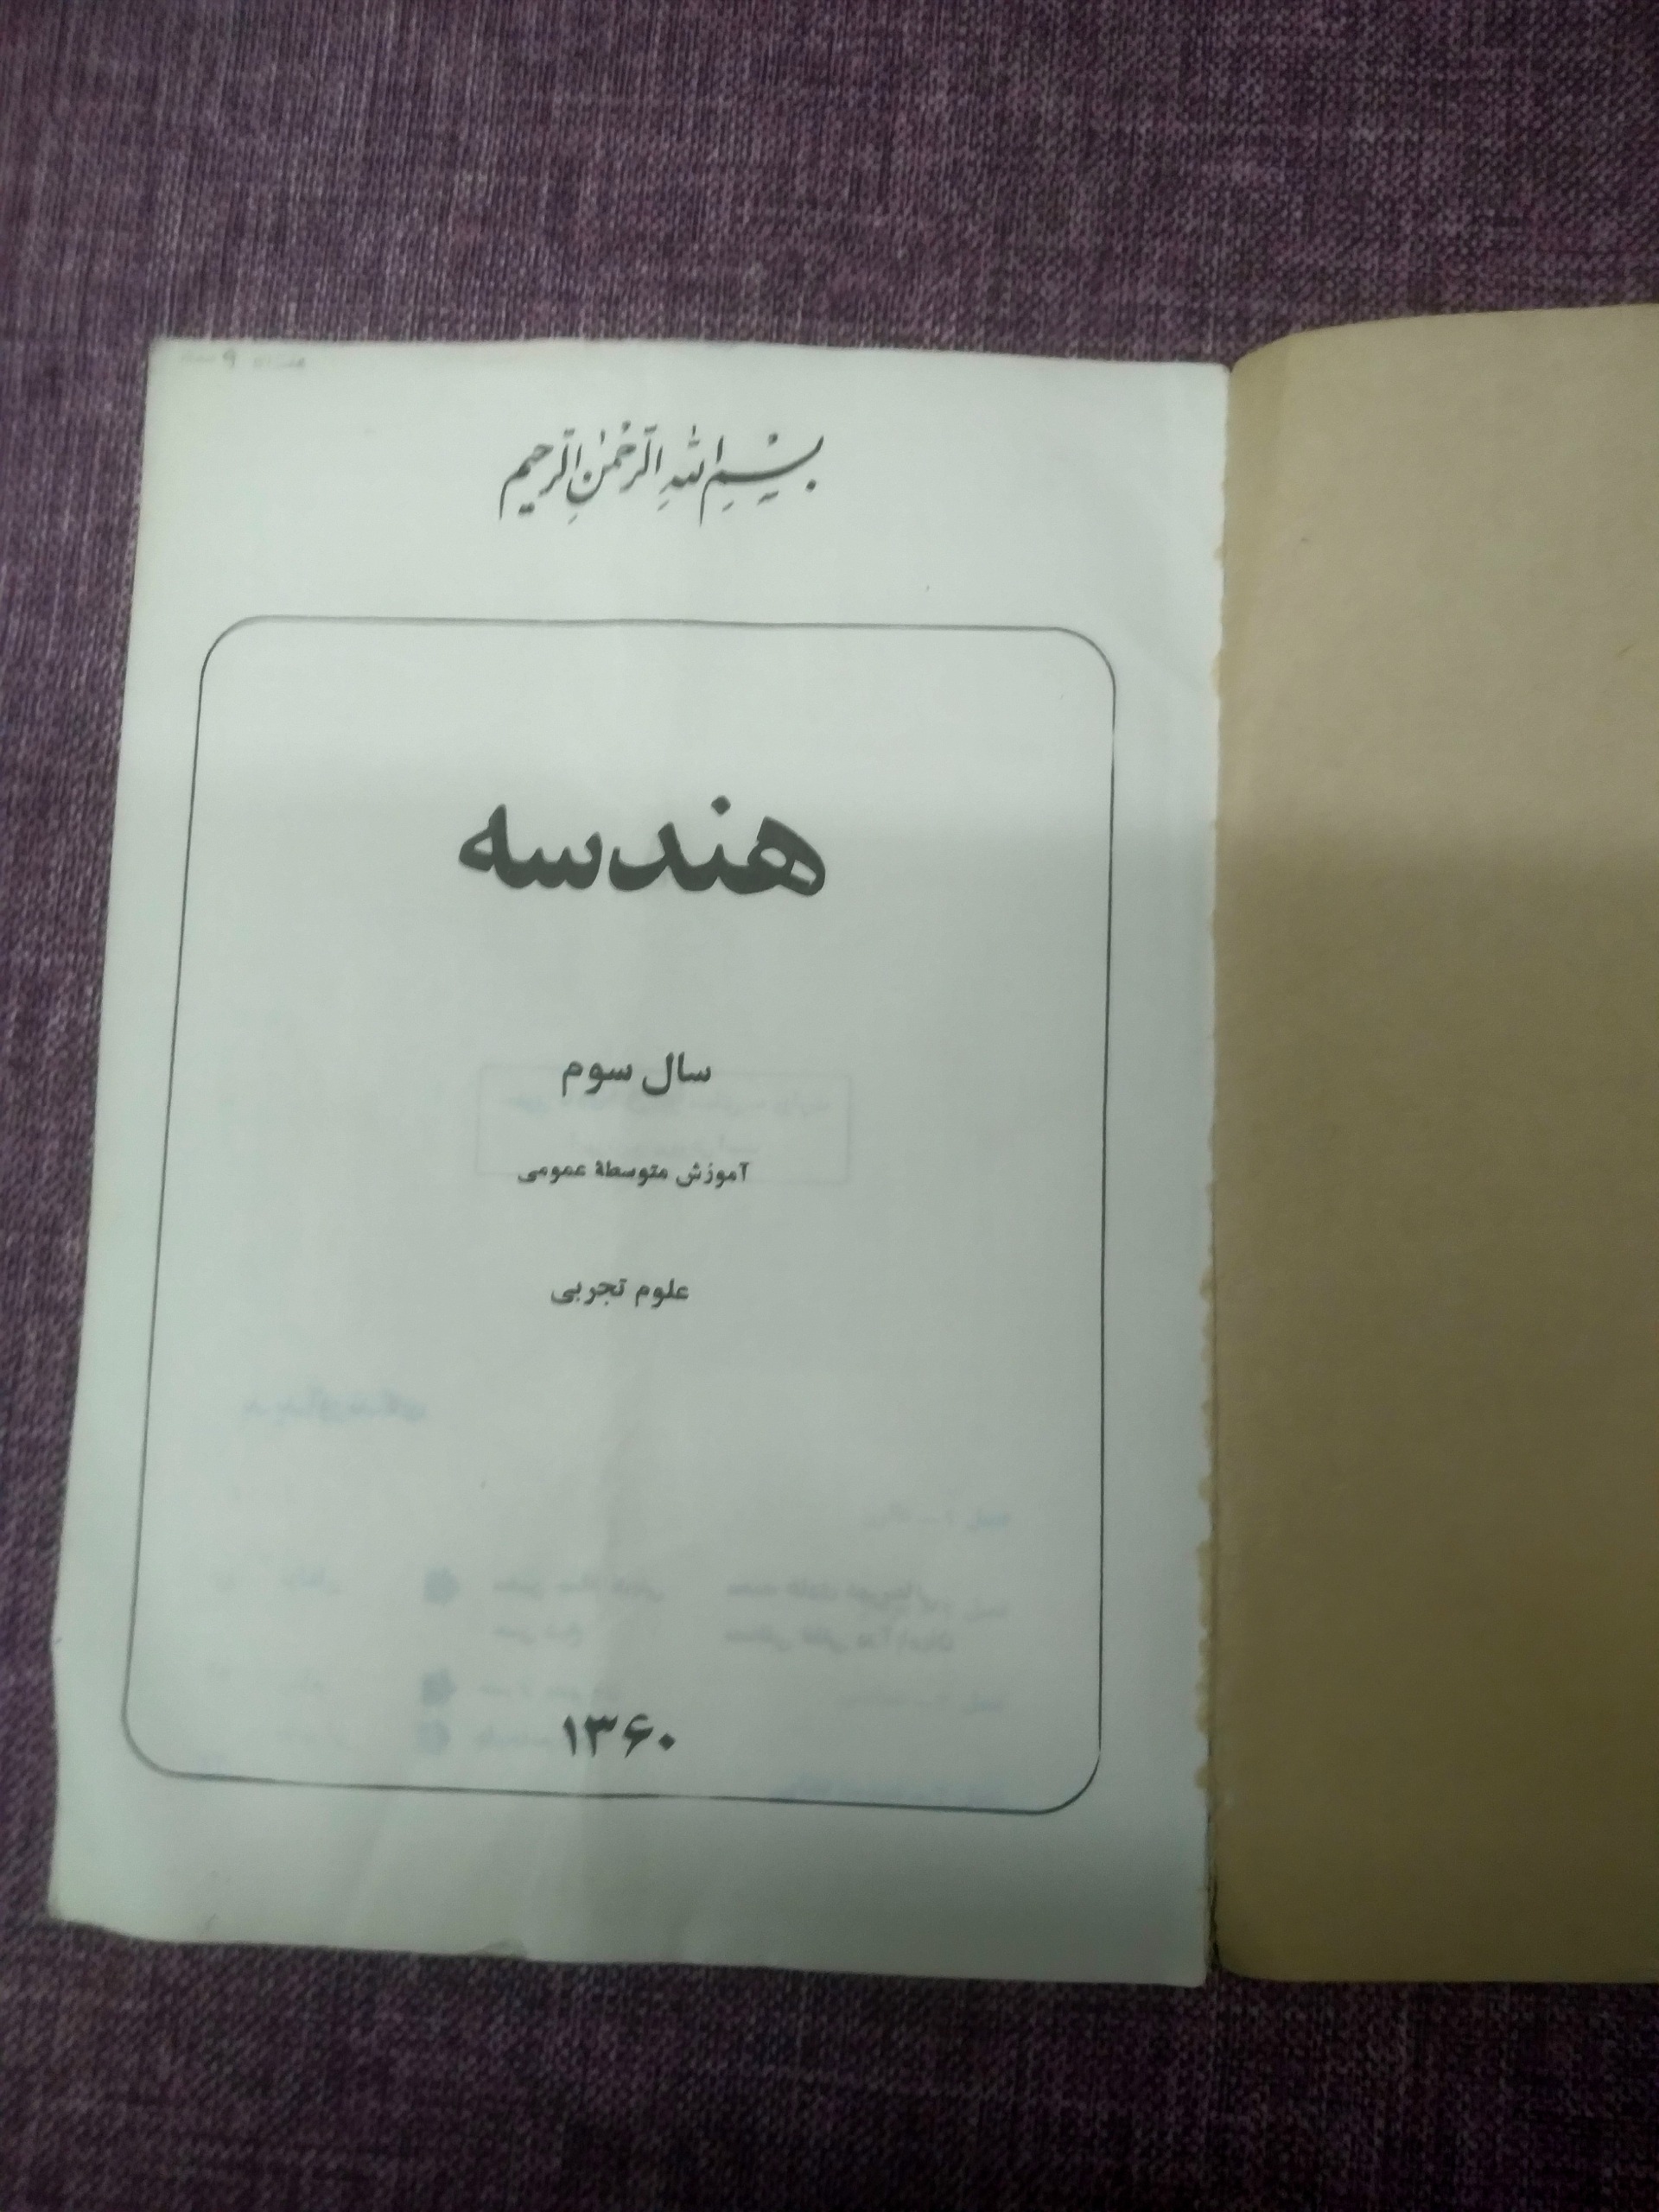 بسم الله الرحمن الرحیم
هندسه
سال سوم
آموزش متوسطهٔ عمومی
علوم تجربی
۱۳۶۰